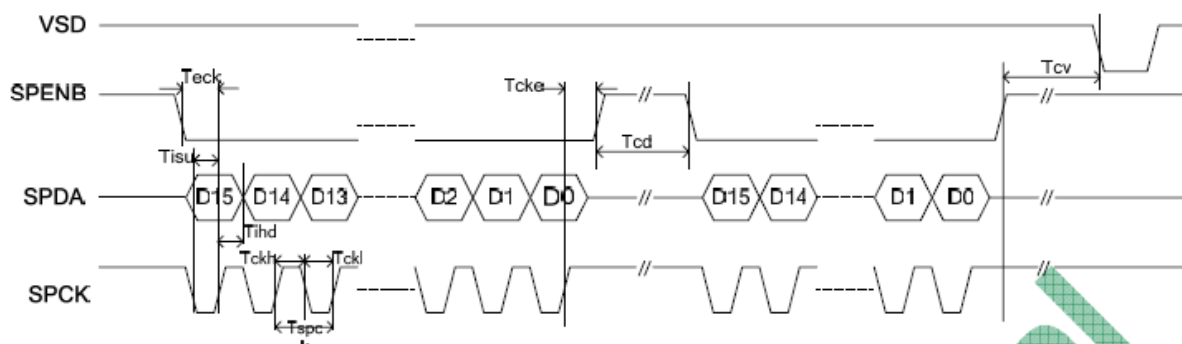 VSD
Tcv
Teck
Tcke
SPENB
Tcd
Tisu
SPDA
D15 D14 D13 D2 D1 D0 D15 D14 D1 D0
Tihd
Tckh Tckl
SPCK
Tspc